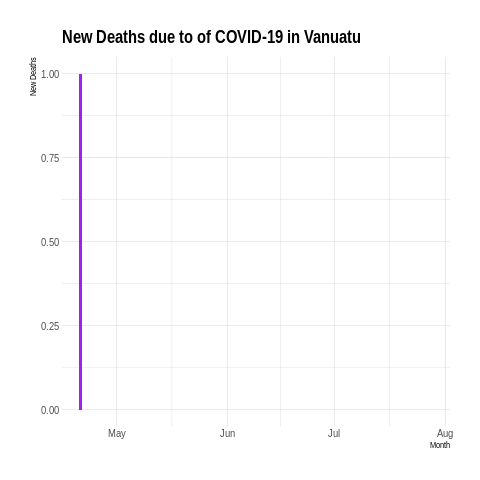 New Deaths due to of COVID-19 in Vanuatu
New Deaths
1.00
0.75
0.50
0.25
0.00
May Jun Jul Aug
Month